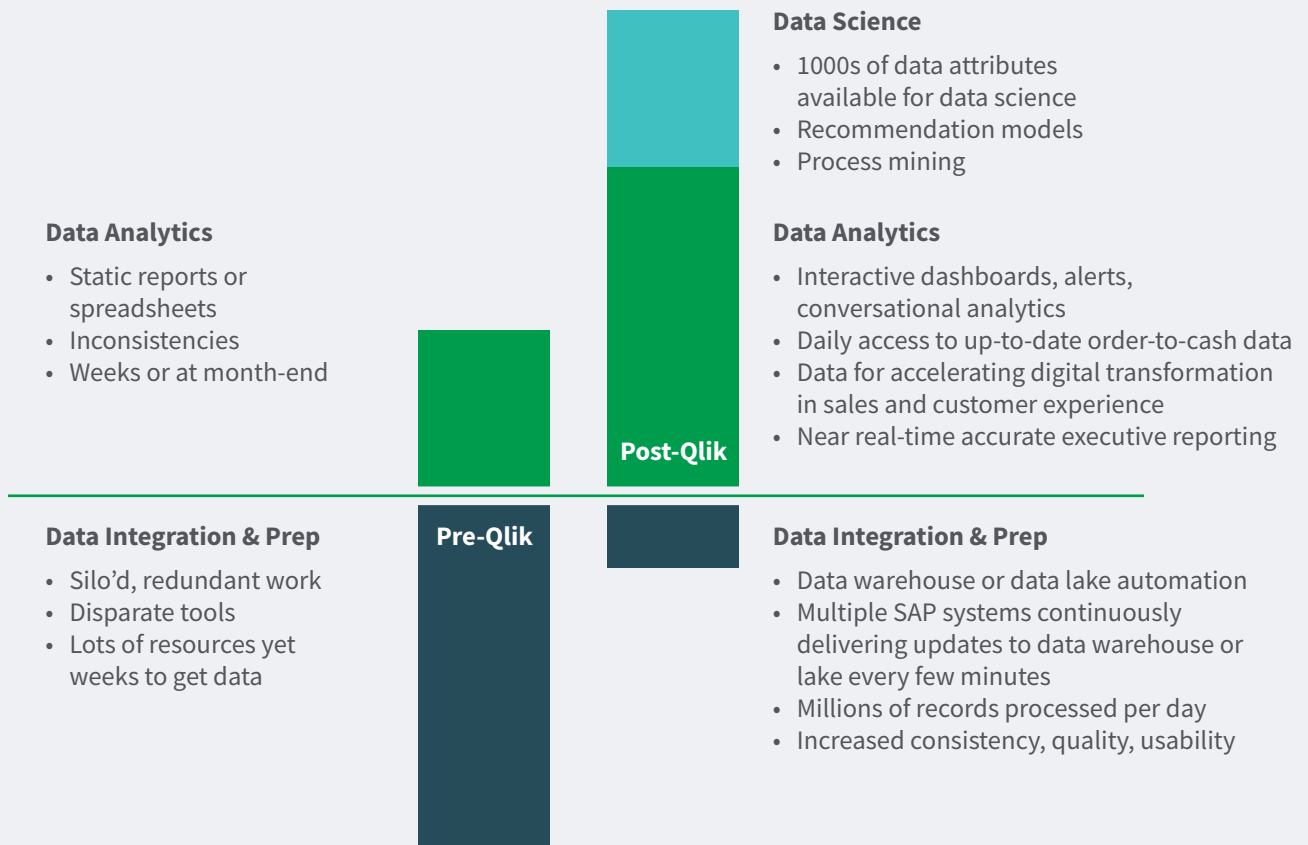 Data Science
• 1000s of data attributes
available for data science
• Recommendation models
• Process mining
Data Analytics
• Static reports or
spreadsheets
• Inconsistencies
• Weeks or at month-end
Data Analytics
• Interactive dashboards, alerts,
conversational analytics
• Daily access to up-to-date order-to-cash data
• Data for accelerating digital transformation
in sales and customer experience
• Near real-time accurate executive reporting
Post-Qlik
Data Integration & Prep
• Silo'd, redundant work
• Disparate tools
• Lots of resources yet
weeks to get data
Pre-Qlik
Data Integration & Prep
• Data warehouse or data lake automation
• Multiple SAP systems continuously
delivering updates to data warehouse or
lake every few minutes
• Millions of records processed per day
• Increased consistency, quality, usability